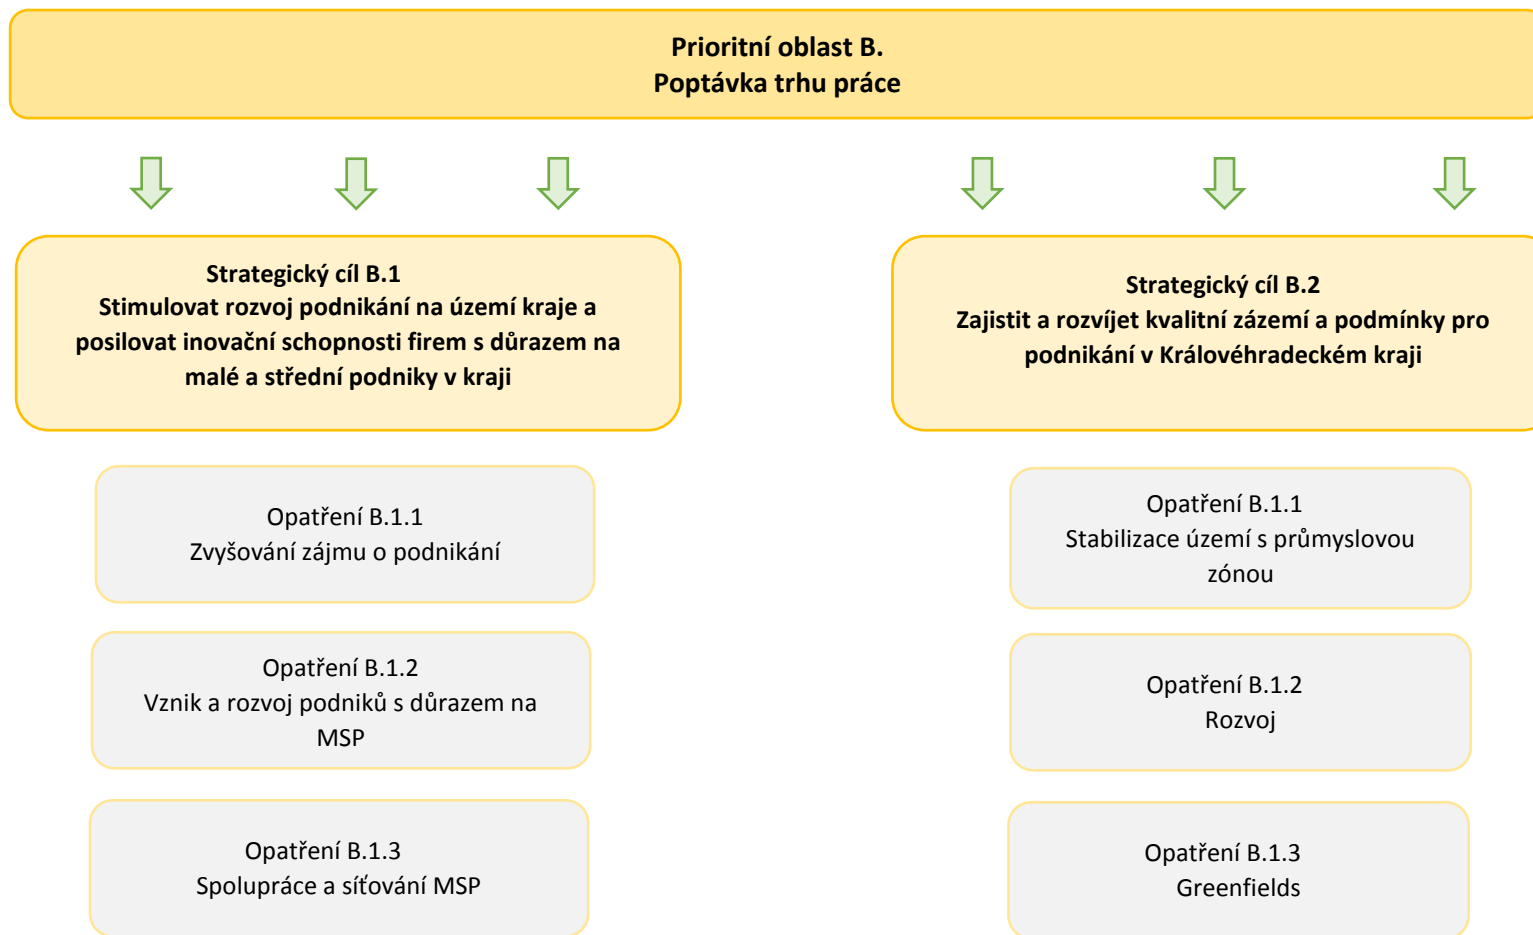 Prioritní oblast B.
Poptávka trhu práce
Strategický cíl B.1
Stimulovat rozvoj podnikání na území kraje a
posilovat inovační schopnosti firem s důrazem na
malé a střední podniky v kraji
Opatření B.1.1
Zvyšování zájmu o podnikání
Opatření B.1.2
Vznik a rozvoj podniků s důrazem na
MSP
Opatření B.1.3
Spolupráce a síťování MSP
Strategický cíl B.2
Zajistit a rozvíjet kvalitní zázemí a podmínky pro
podnikání v Královéhradeckém kraji
Opatření B.1.1
Stabilizace území s průmyslovou
zónou
Opatření B.1.2
Rozvoj
Opatření B.1.3
Greenfields